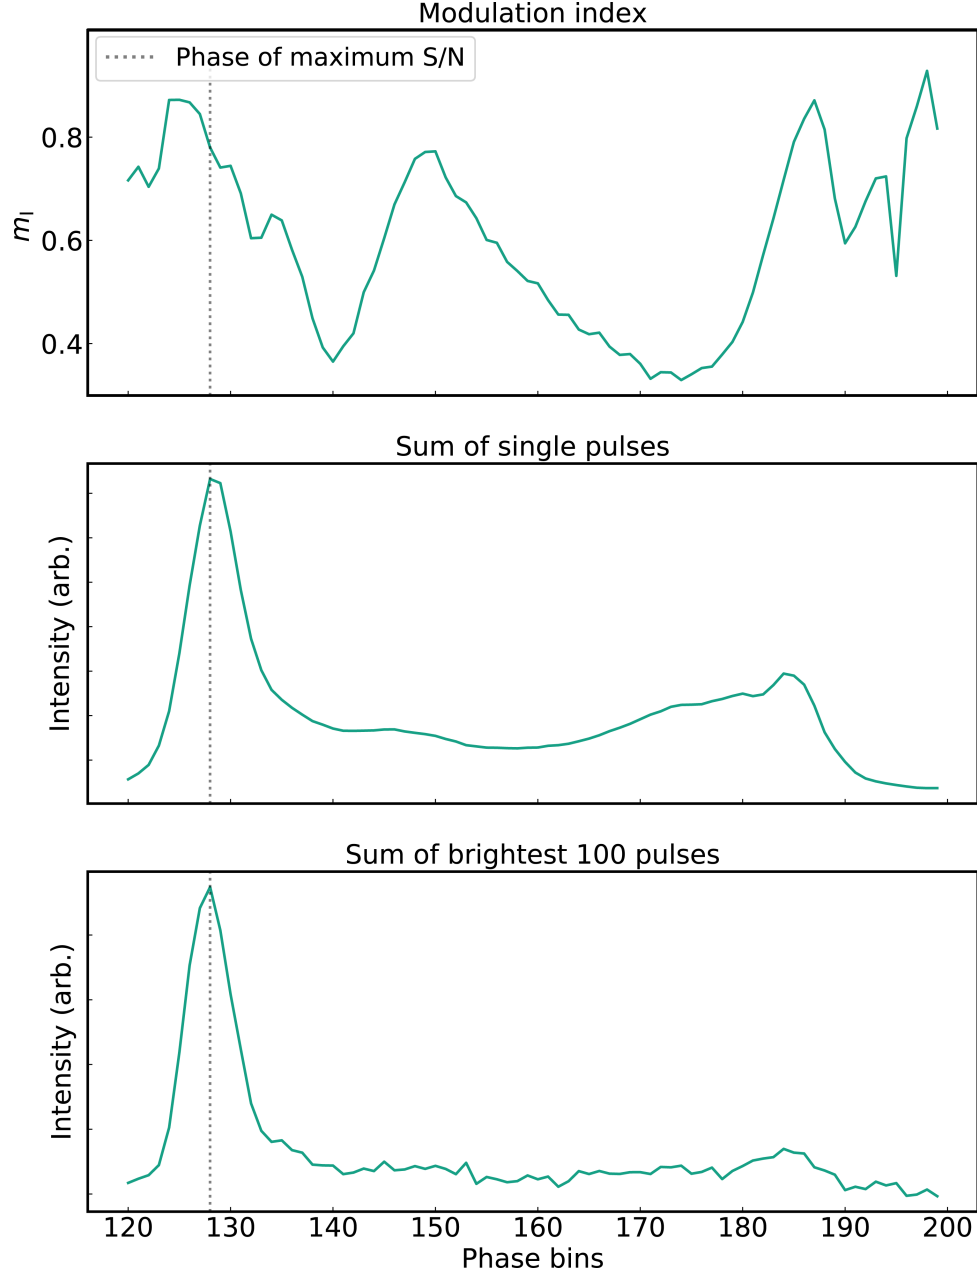 Modulation index
Phase of maximum S/N
0.8
0.6
0.4
m_I
Sum of single pulses
Intensity (arb.)
Sum of brightest 100 pulses
Intensity (arb.)
120 130 140 150 160 170 180 190 200
Phase bins